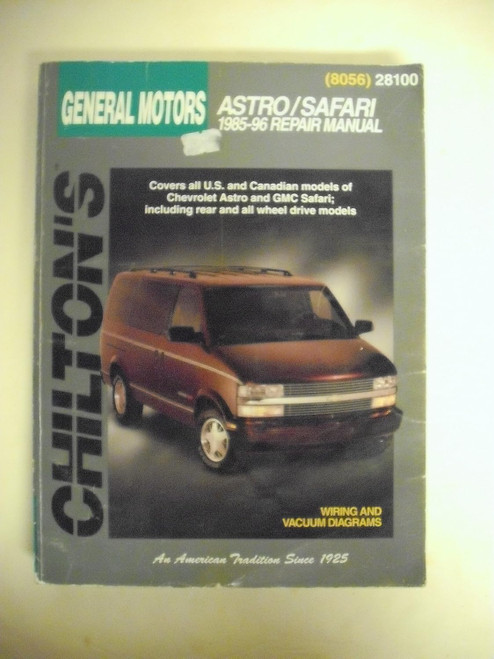 (8056) 28100
GENERAL MOTORS
ASTRO/SAFARI
1985-96 REPAIR MANUAL
Covers all U.S. and Canadian models of
Chevrolet Astro and GMC Safari;
including rear and all wheel drive models
CHILTON'S
WIRING AND
VACUUM DIAGRAMS
An American Tradition Since 1925